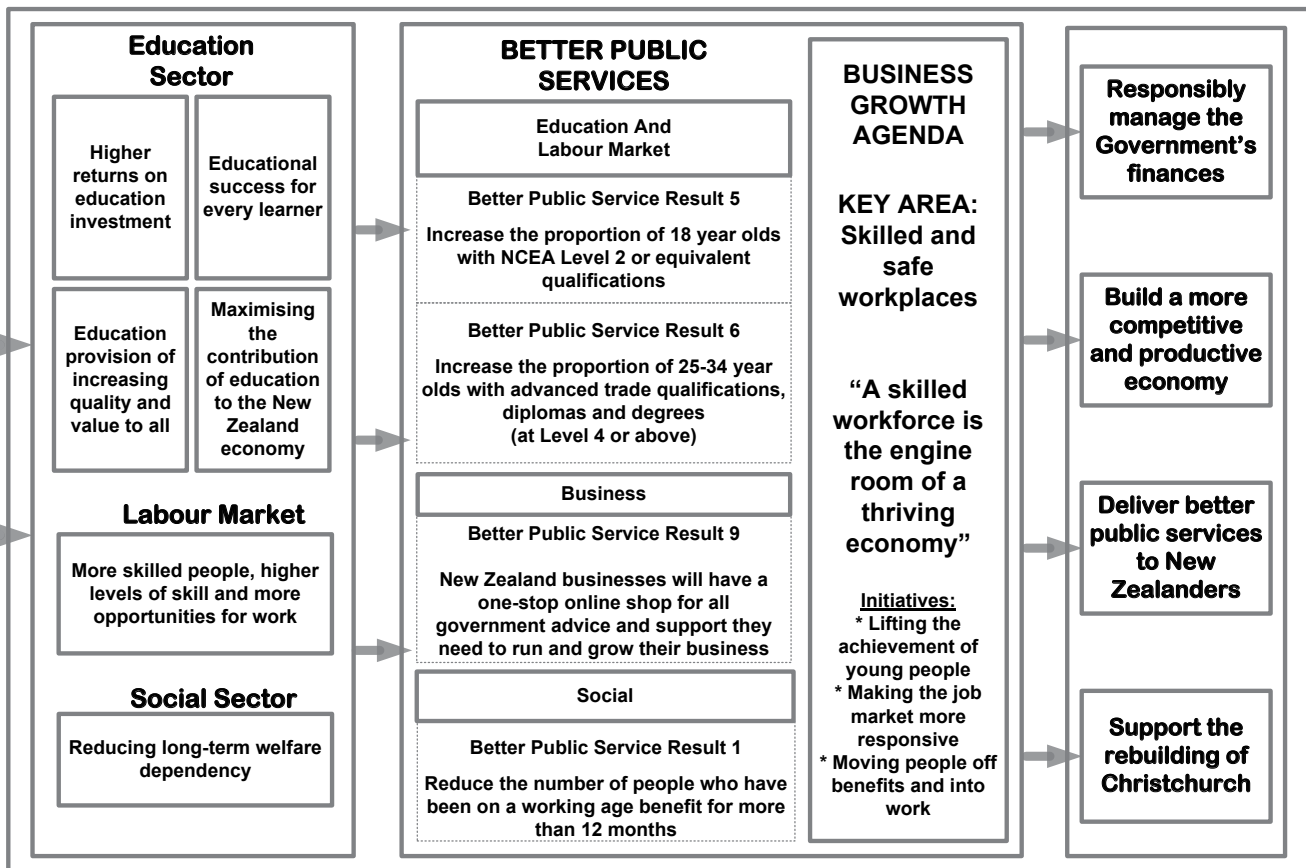 Education
Sector
Higher
returns on
education
investment
Educational
success for
every learner
Education
provision of
increasing
quality and
value to all
Maximising
the
contribution
of education
to the New
Zealand
economy
Labour Market
More skilled people, higher
levels of skill and more
opportunities for work
Social Sector
Reducing long-term welfare
dependency
BETTER PUBLIC
SERVICES
Education And
Labour Market
Better Public Service Result 5
Increase the proportion of 18 year olds
with NCEA Level 2 or equivalent
qualifications
Better Public Service Result 6
Increase the proportion of 25-34 year
olds with advanced trade qualifications,
diplomas and degrees
(at Level 4 or above)
Business
Better Public Service Result 9
New Zealand businesses will have a
one-stop online shop for all
government advice and support they
need to run and grow their business
Social
Better Public Service Result 1
Reduce the number of people who have
been on a working age benefit for more
than 12 months
BUSINESS
GROWTH
AGENDA
KEY AREA:
Skilled and
safe
workplaces
“A skilled
workforce is
the engine
room of a
thriving
economy”
Initiatives:
* Lifting the
achievement of
young people
* Making the job
market more
responsive
* Moving people off
benefits and into
work
Responsibly
manage the
Government’s
finances
Build a more
competitive
and productive
economy
Deliver better
public services
to New
Zealanders
Support the
rebuilding of
Christchurch